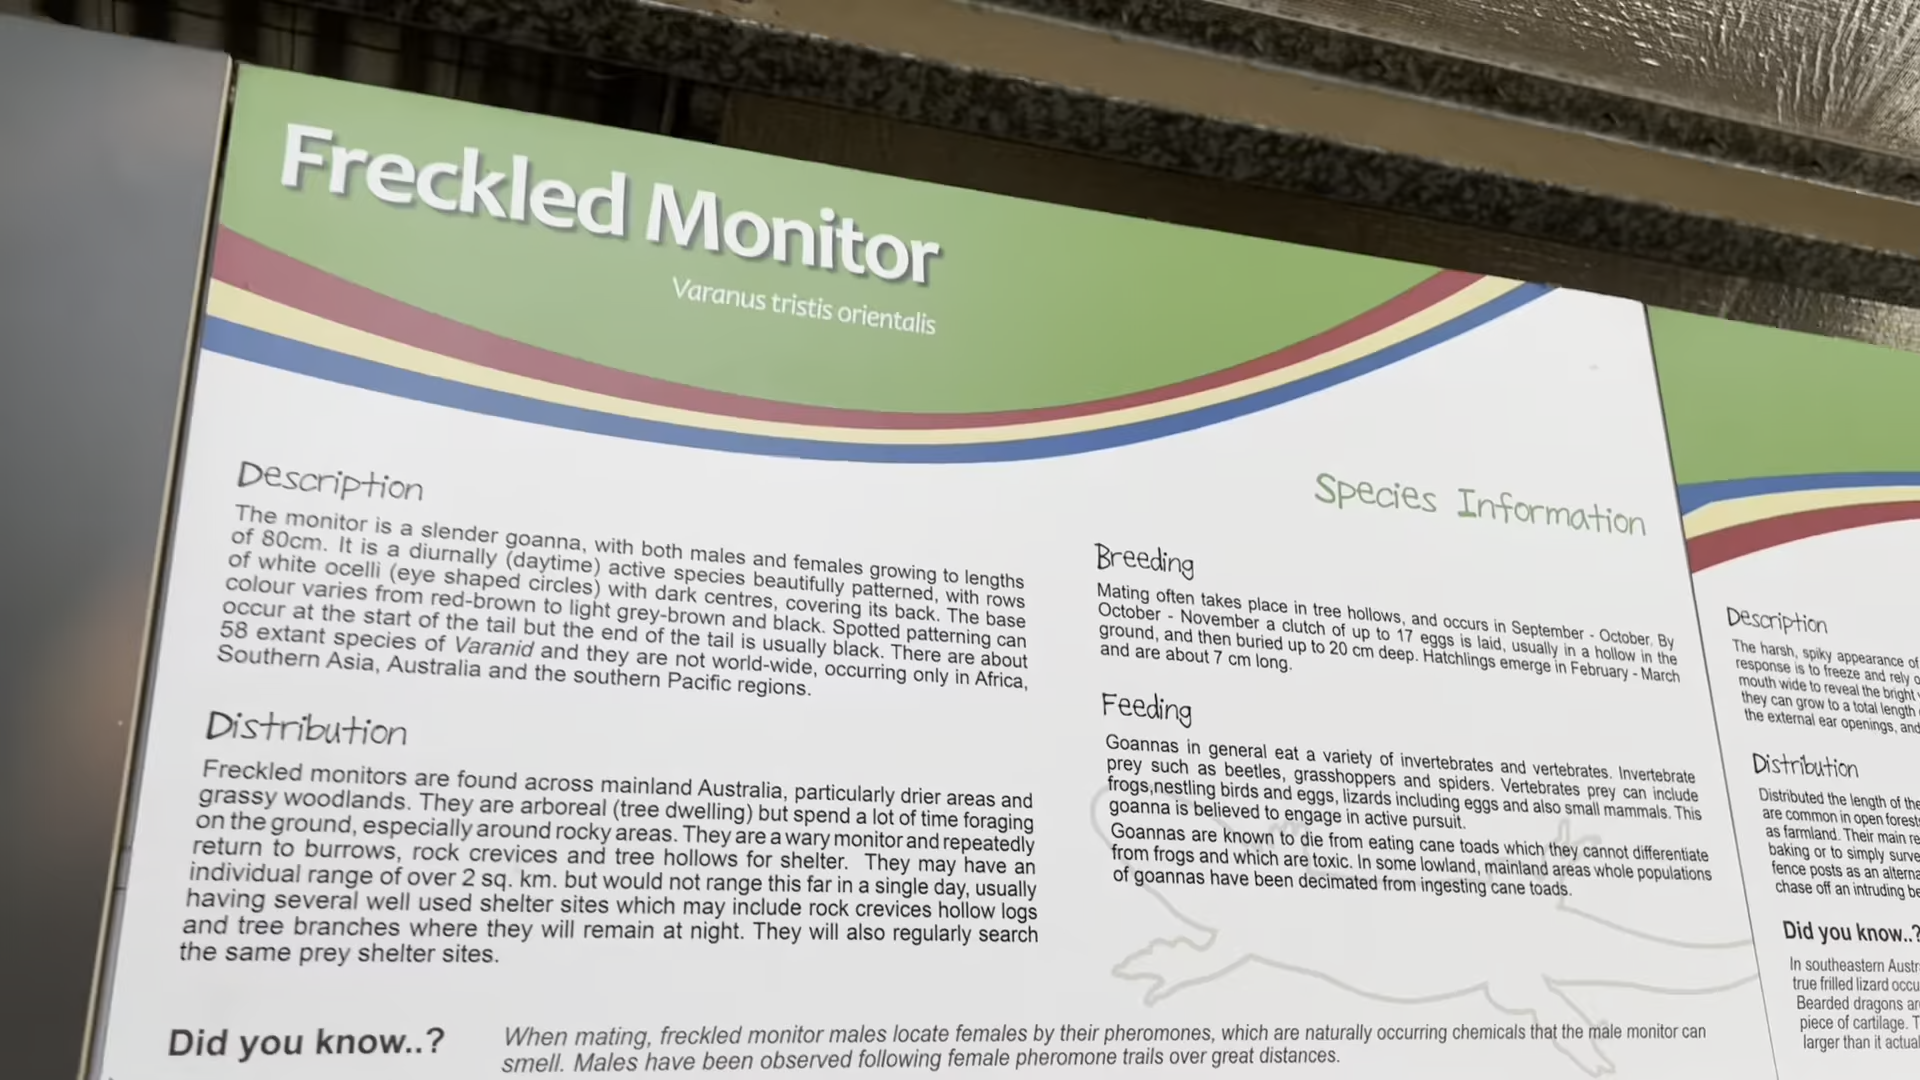 Freckled Monitor
Varanus tristis orientalis
Description
The monitor is a slender goanna, with both males and females growing to lengths
of 80cm. It is a diurnally (daytime) active species beautifully patterned, with rows
of white ocelli (eye shaped circles) with dark centres, covering its back. The base
colour varies from red-brown to light grey-brown and black. Spotted patterning can
occur at the start of the tail but the end of the tail is usually black. There are about
58 extant species of Varanid and they are not world-wide, occurring only in Africa,
Southern Asia, Australia and the southern Pacific regions.
Distribution
Freckled monitors are found across mainland Australia, particularly drier areas and
grassy woodlands. They are arboreal (tree dwelling) but spend a lot of time foraging
on the ground, especially around rocky areas. They are a wary monitor and repeatedly
return to burrows, rock crevices and tree hollows for shelter. They may have an
individual range of over 2 sq. km. but would not range this far in a single day, usually
having several well used shelter sites which may include rock crevices hollow logs
and tree branches where they will remain at night. They will also regularly search
the same prey shelter sites.
Species Information
Breeding
Mating often takes place in tree hollows, and occurs in September - October. By
October - November a clutch of up to 17 eggs is laid, usually in a hollow in the
ground, and then buried up to 20 cm deep. Hatchlings emerge in February - March
and are about 7 cm long.
Feeding
Goannas in general eat a variety of invertebrates and vertebrates. Invertebrate
prey such as beetles, grasshoppers and spiders. Vertebrates prey can include
frogs,nestling birds and eggs, lizards including eggs and also small mammals. This
goanna is believed to engage in active pursuit.
Goannas are known to die from eating cane toads which they cannot differentiate
from frogs and which are toxic. In some lowland, mainland areas whole populations
of goannas have been decimated from ingesting cane toads.
Did you know..?
When mating, freckled monitor males locate females by their pheromones, which are naturally occurring chemicals that the male monitor can
smell. Males have been observed following female pheromone trails over great distances.
Description
The harsh, spiky appearance of
response is to freeze and rely o
mouth wide to reveal the bright
they can grow to a total length
the external ear openings, and
Distribution
Distributed the length of the
are common in open forest
as farmland. Their main re
baking or to simply surve
fence posts as an alterna
chase off an intruding be
Did you know..?
In southeastern Austr
true frilled lizard occu
Bearded dragons ar
piece of cartilage. T
larger than it actual